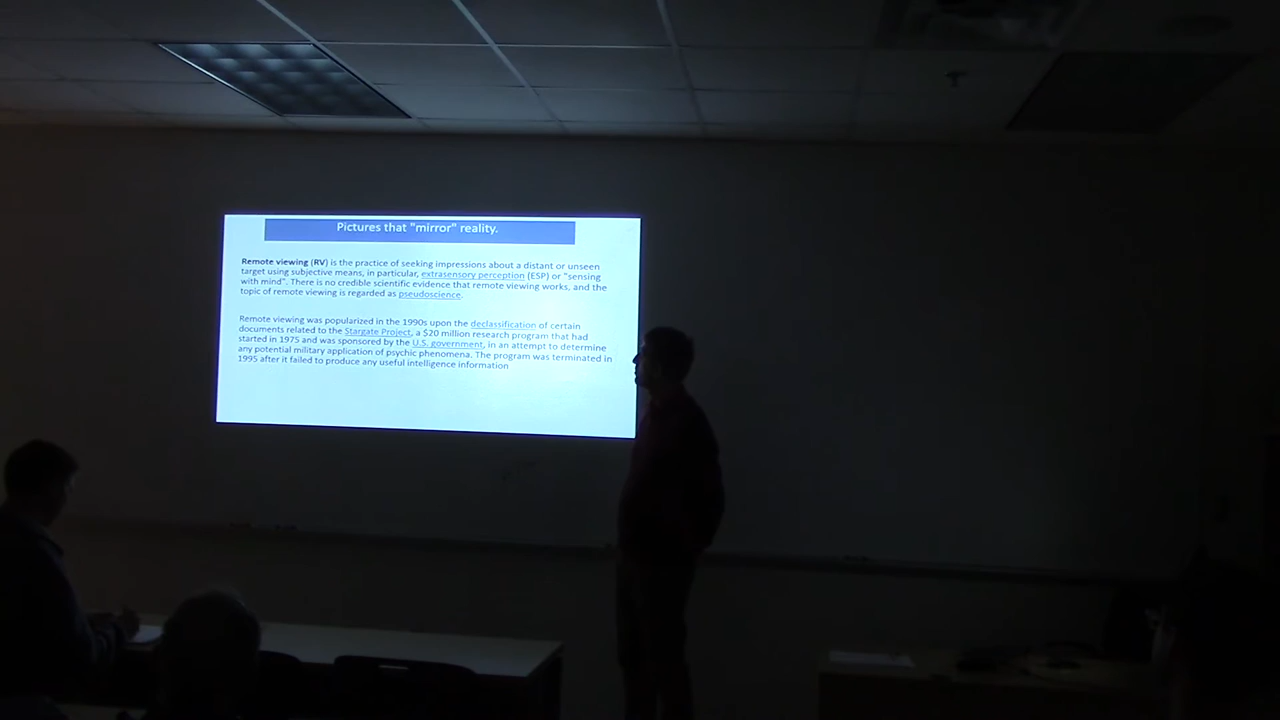 Pictures that "mirror" reality.
Remote viewing (RV) is the practice of seeking impressions about a distant or unseen
target using subjective means, in particular, extrasensory perception (ESP) or "sensing
with mind". There is no credible scientific evidence that remote viewing works, and the
topic of remote viewing is regarded as pseudoscience.
Remote viewing was popularized in the 1990s upon the declassification of certain
documents related to the Stargate Project, a $20 million research program that had
started in 1975 and was sponsored by the U.S. government, in an attempt to determine
any potential military application of psychic phenomena. The program was terminated in
1995 after it failed to produce any useful intelligence information